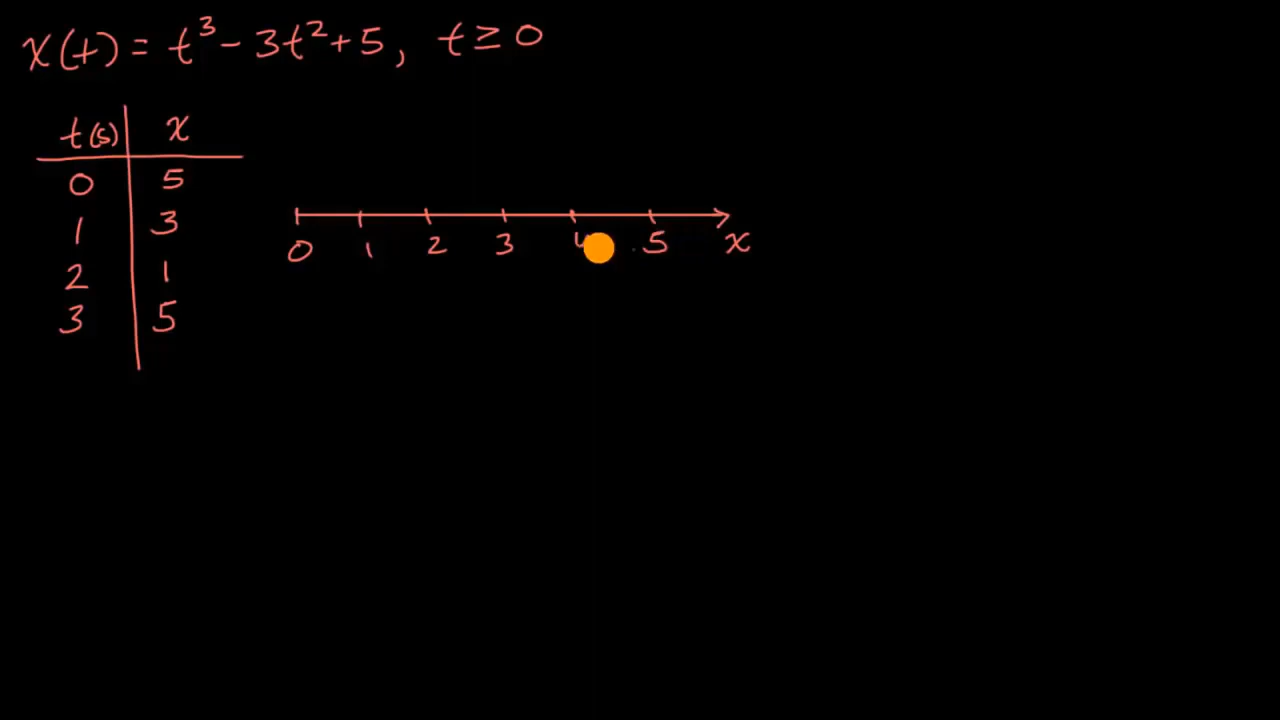 x(t) = t³ - 3t² + 5, t ≥ 0
t(s) x
0 5
1 3
2 1
3 5
0 1 2 3 4 5 x